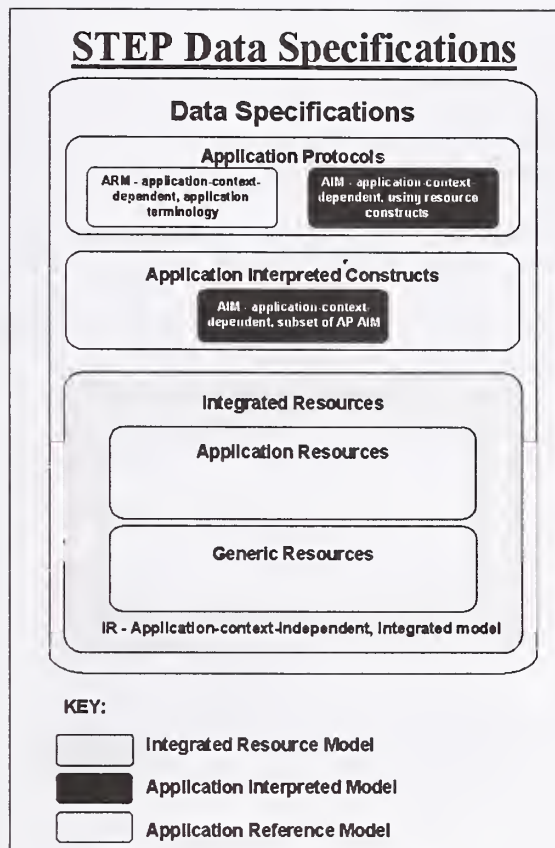 STEP Data Specifications
Data Specifications
Application Protocols
ARM - application-context-
dependent, application
terminology
AIM - application-context-
dependent, using resource
constructs
Application Interpreted Constructs
AIM - application-context-
dependent, subset of AP AIM
Integrated Resources
Application Resources
Generic Resources
IR - Application-context-Independent, Integrated model
KEY:
Integrated Resource Model
Application Interpreted Model
Application Reference Model